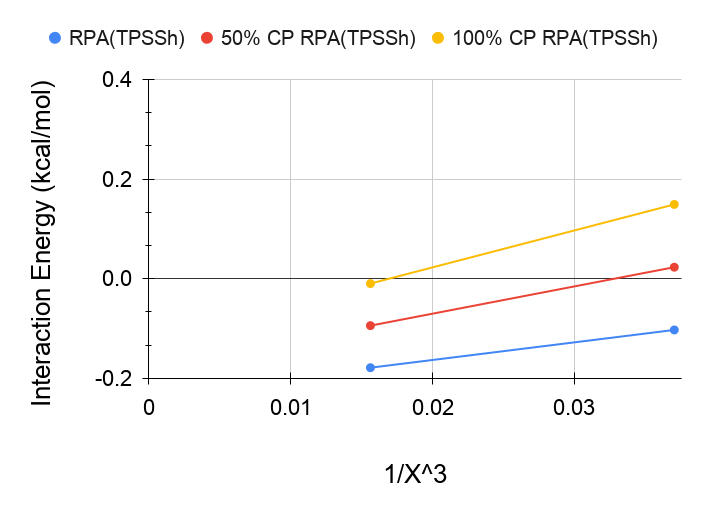 RPA(TPSSh) 50% CP RPA(TPSSh) 100% CP RPA(TPSSh)
Interaction Energy (kcal/mol)
0.4
0.2
0.0
-0.2
0 0.01 0.02 0.03
1/X^3